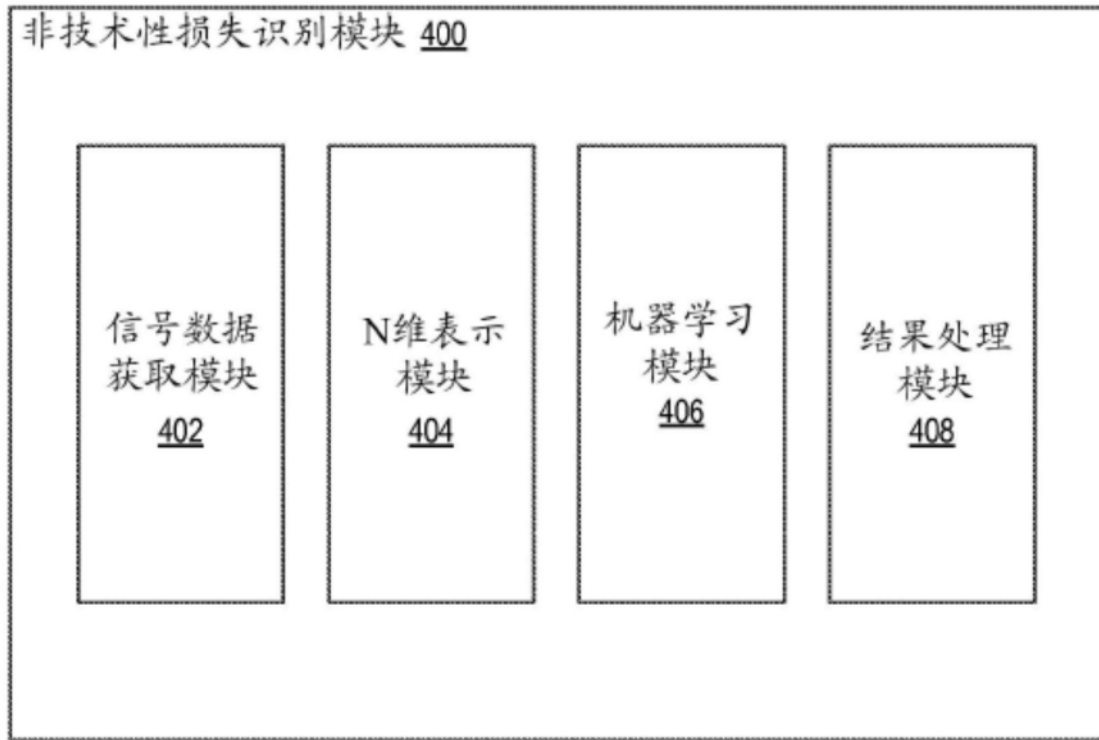 非技术性损失识别模块 400
信号数据
获取模块
402
N维表示
模块
404
机器学习
模块
406
结果处理
模块
408